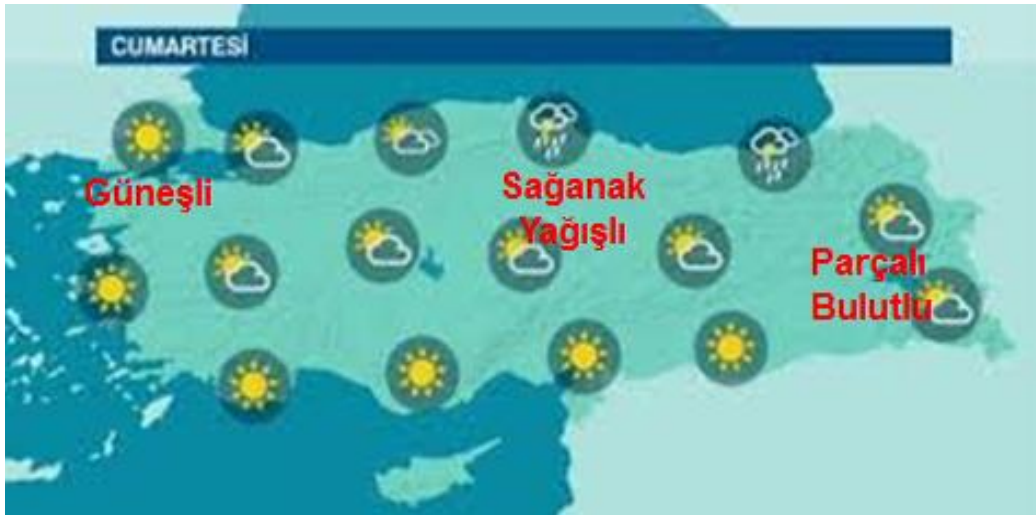 CUMARTESİ
Güneşli
Sağanak
Yağışlı
Parçalı
Bulutlu